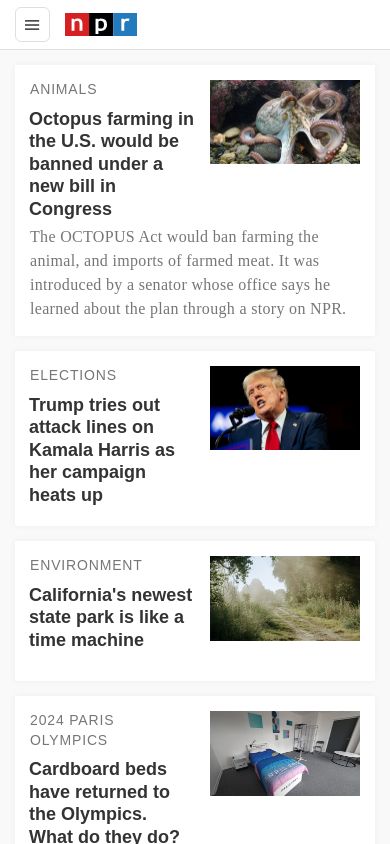 npr
ANIMALS
Octopus farming in
the U.S. would be
banned under a
new bill in
Congress
The OCTOPUS Act would ban farming the
animal, and imports of farmed meat. It was
introduced by a senator whose office says he
learned about the plan through a story on NPR.
ELECTIONS
Trump tries out
attack lines on
Kamala Harris as
her campaign
heats up
ENVIRONMENT
California's newest
state park is like a
time machine
2024 PARIS
OLYMPICS
Cardboard beds
have returned to
the Olympics.
What do they do?